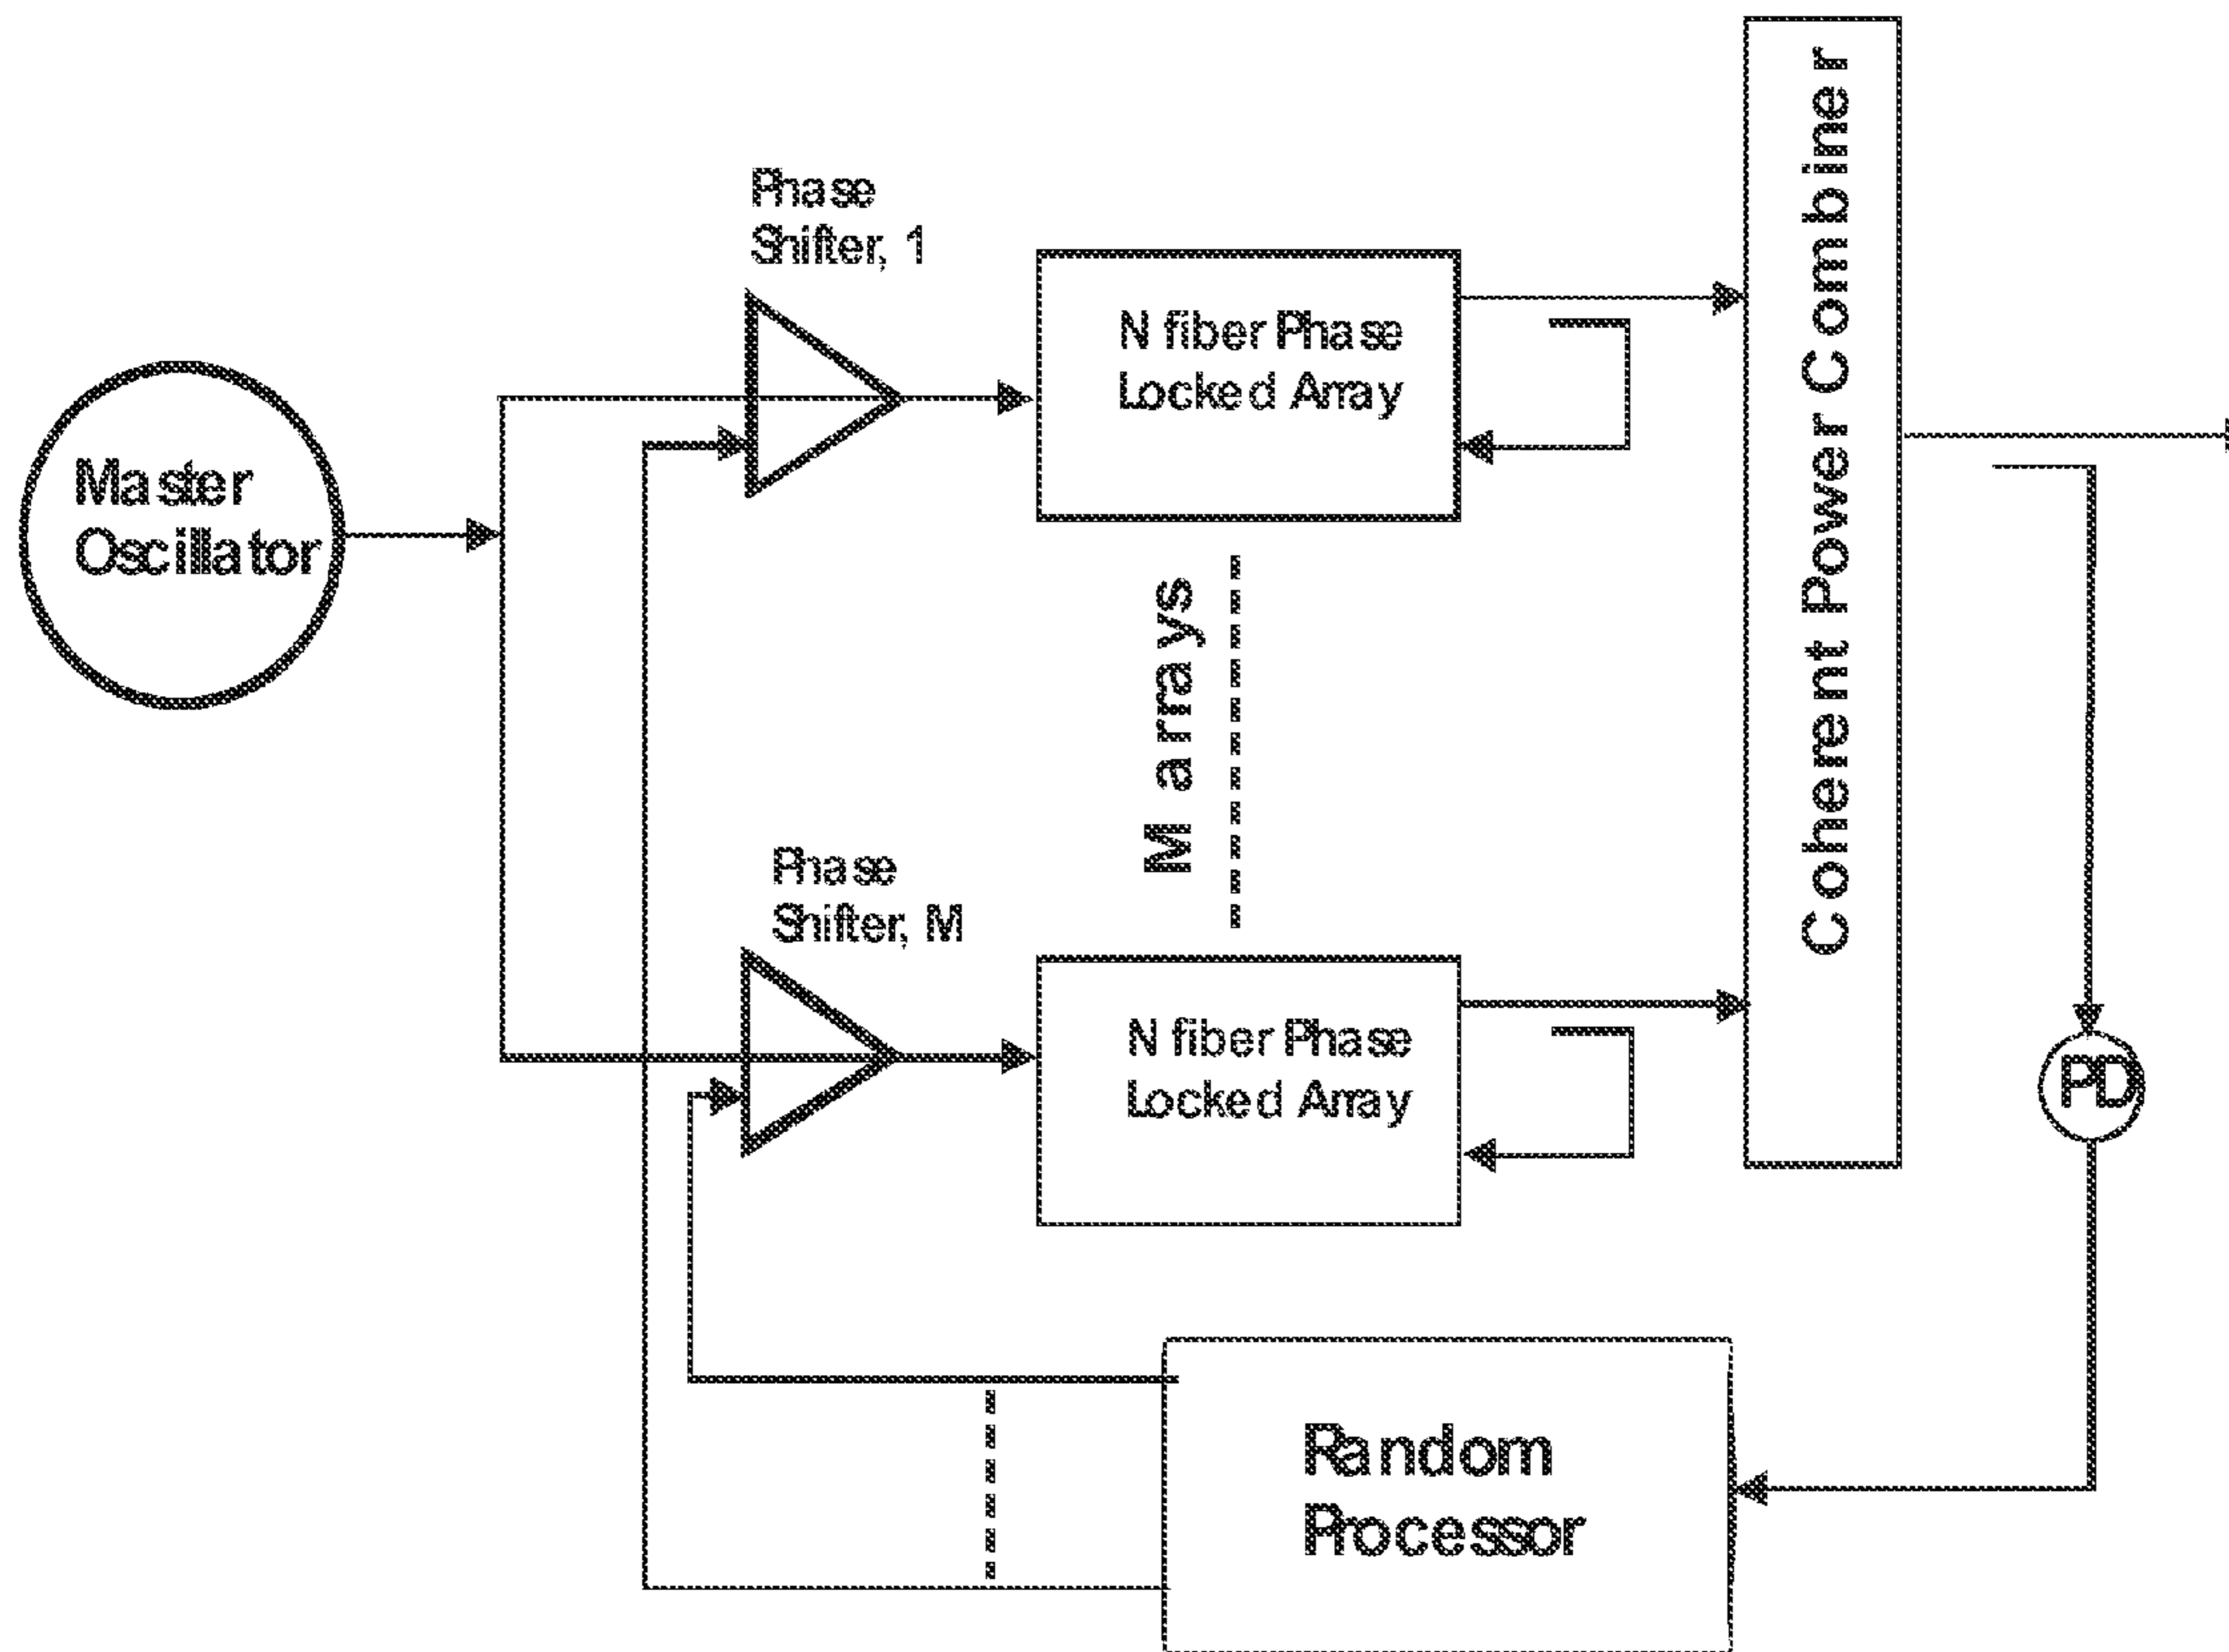 Phase
Shifter, 1
N fiber Phase
Locked Array
Master
Oscillator
M arrays
Coherent Power Combiner
Phase
Shifter, M
N fiber Phase
Locked Array
PD
Random
Processor